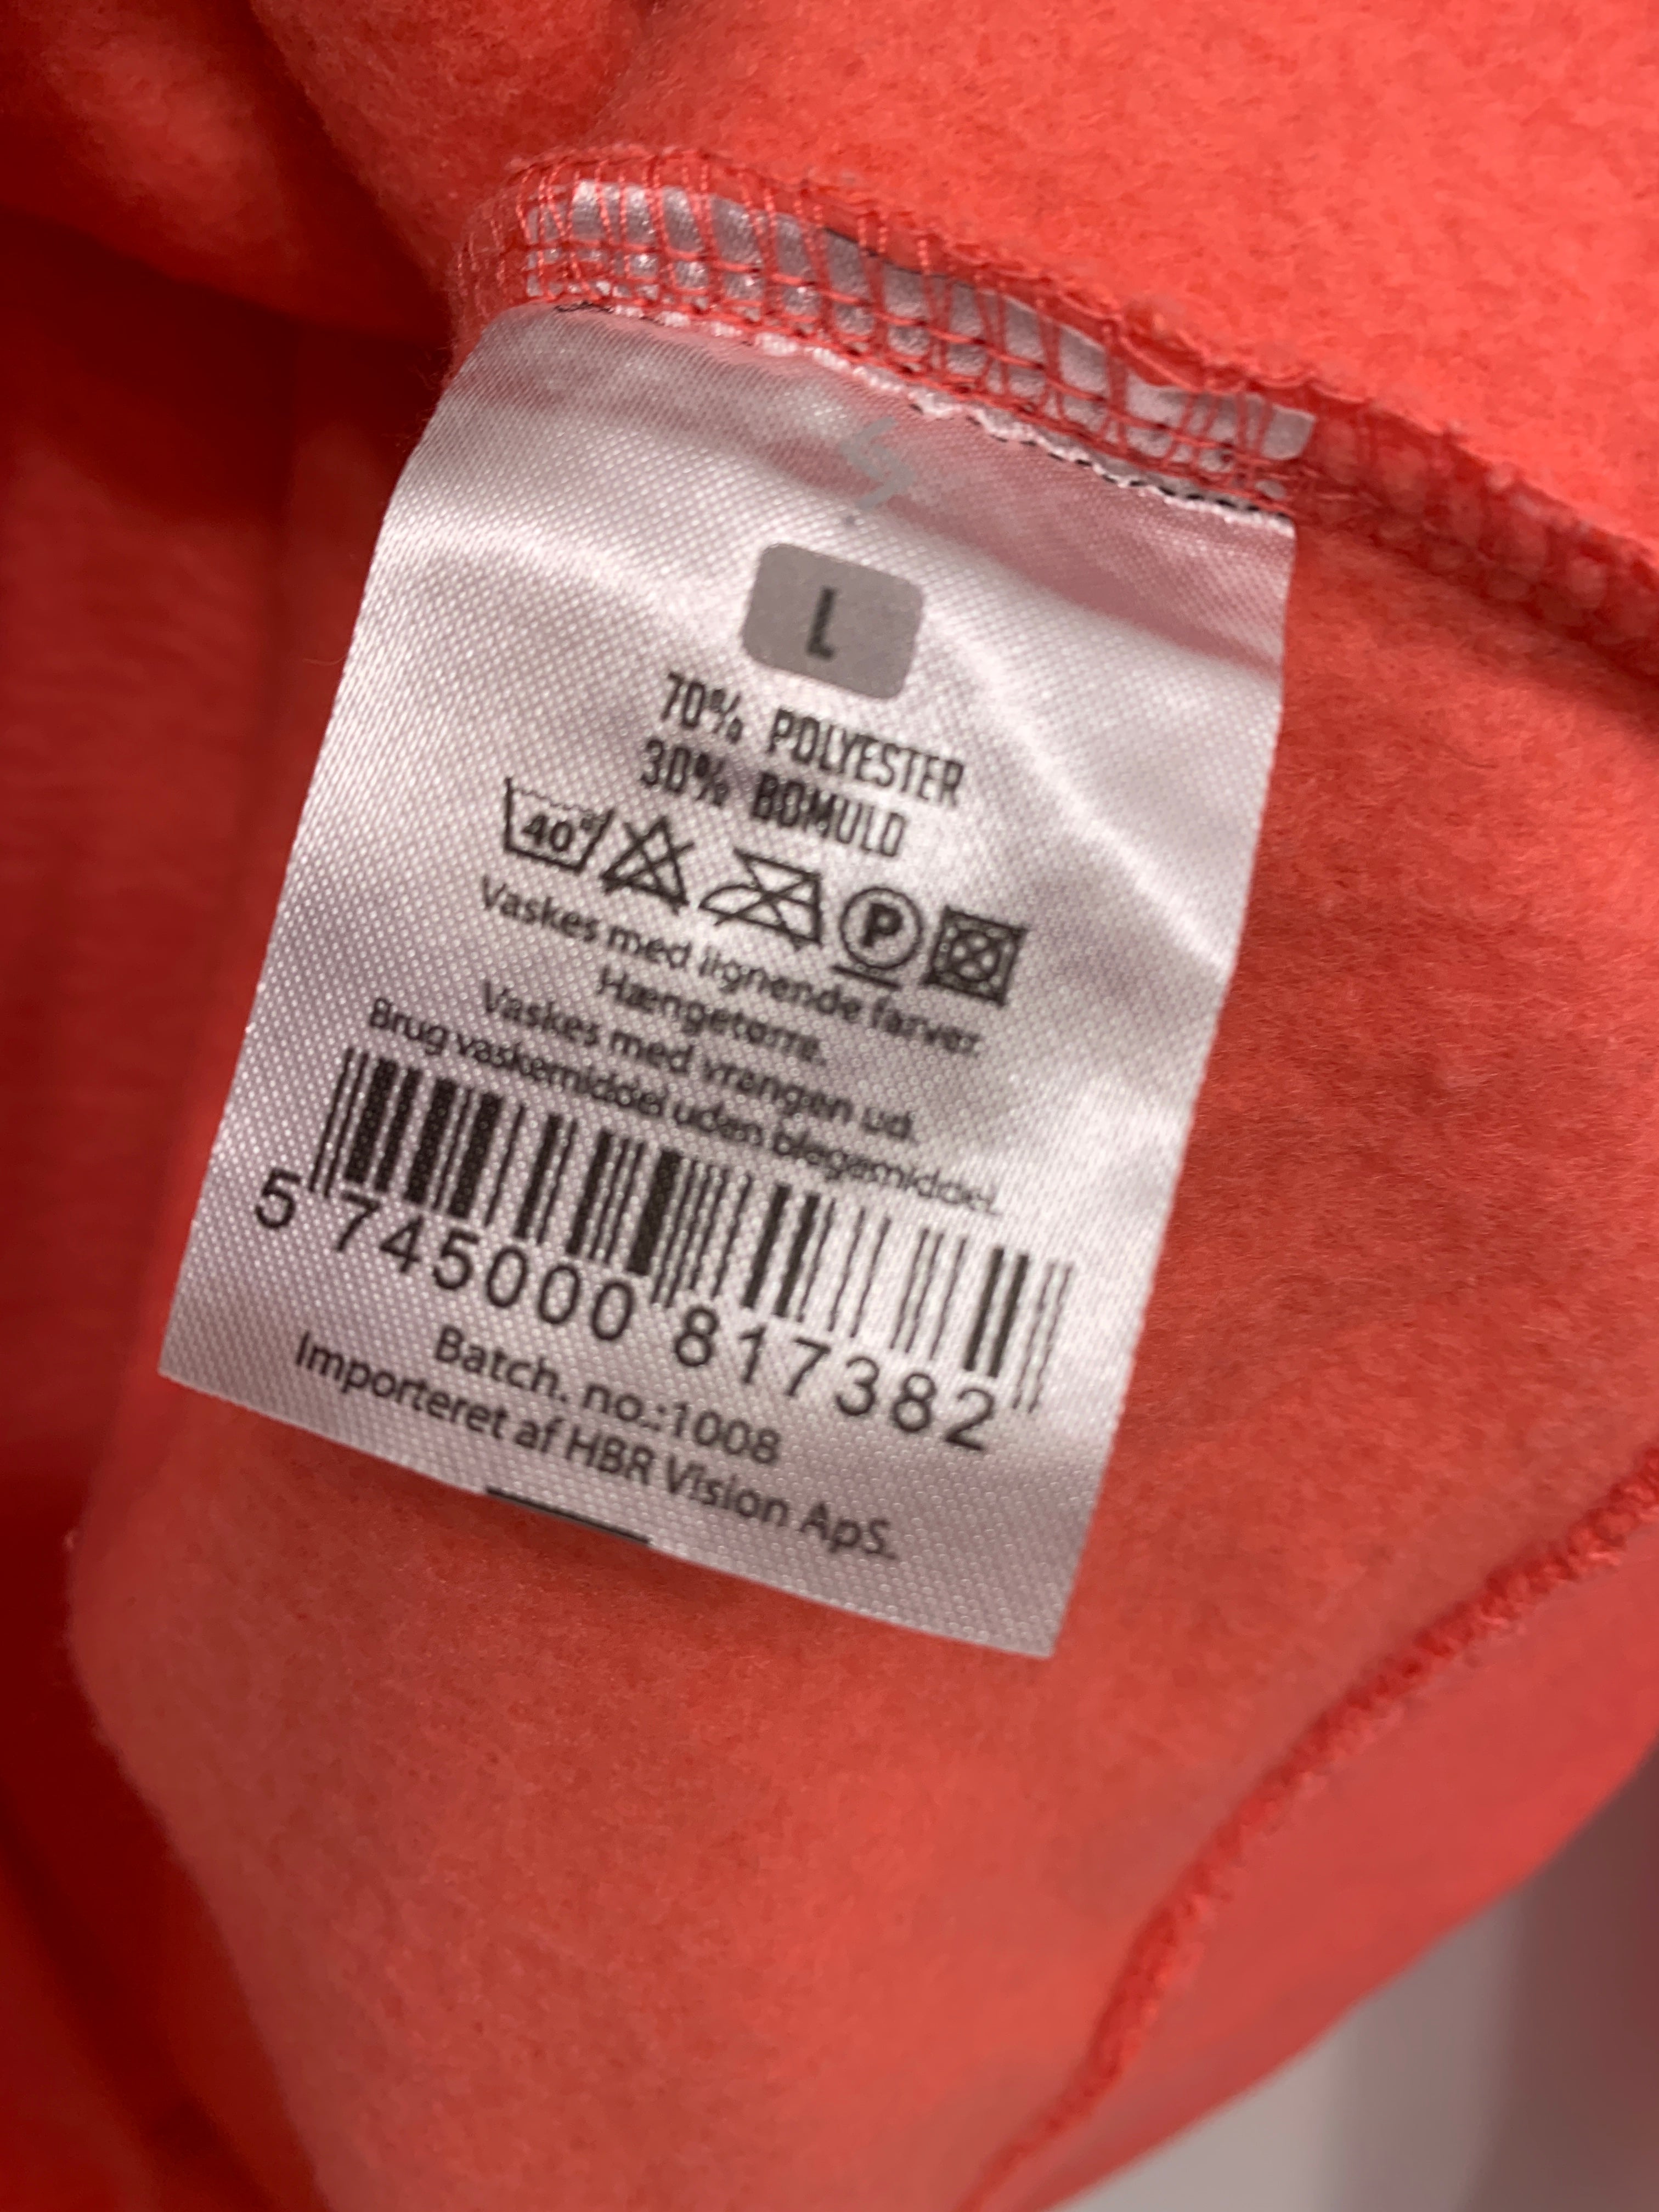 L
70% POLYESTER
30% BOMULD
40° P
Vaskes med lignende farver.
Hængetørre.
Vaskes med vrangen ud.
Brug vaskemiddel uden blegemiddel.
5 745000 817382
Batch. no.:1008
Importeret af HBR Vision ApS.